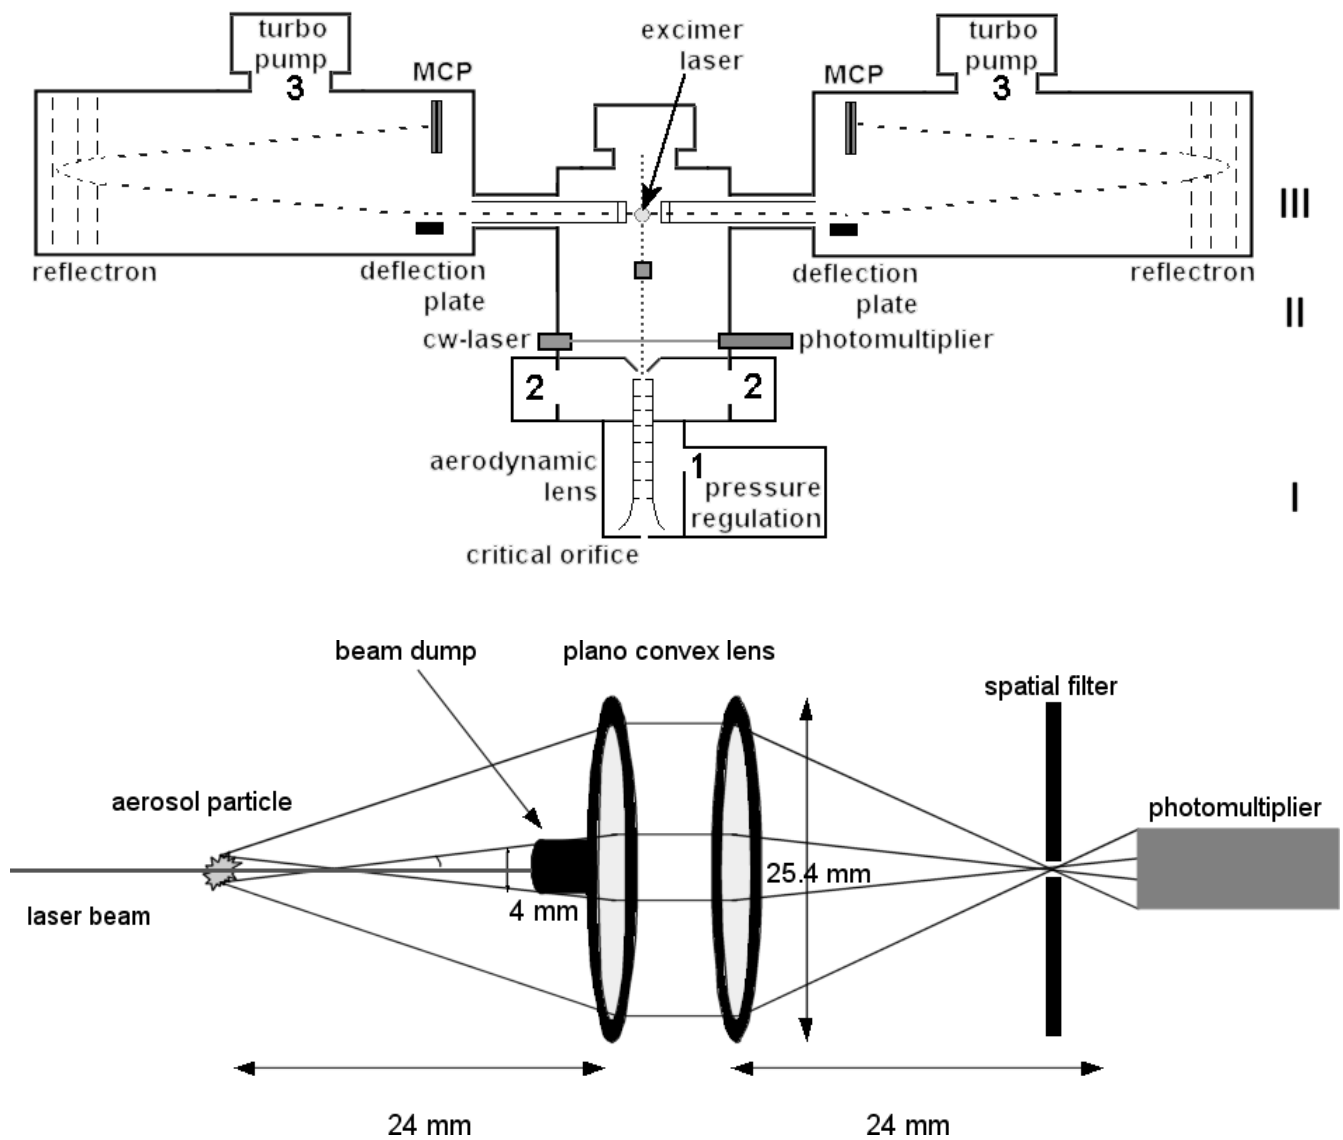 turbo
pump
3
MCP
excimer
laser
MCP
turbo
pump
3
III
reflectron
deflection
plate
deflection
plate
reflectron
II
cw-laser
photomultiplier
2
2
aerodynamic
lens
1
pressure
regulation
I
critical orifice
beam dump
plano convex lens
spatial filter
aerosol particle
photomultiplier
25.4 mm
4 mm
laser beam
24 mm
24 mm